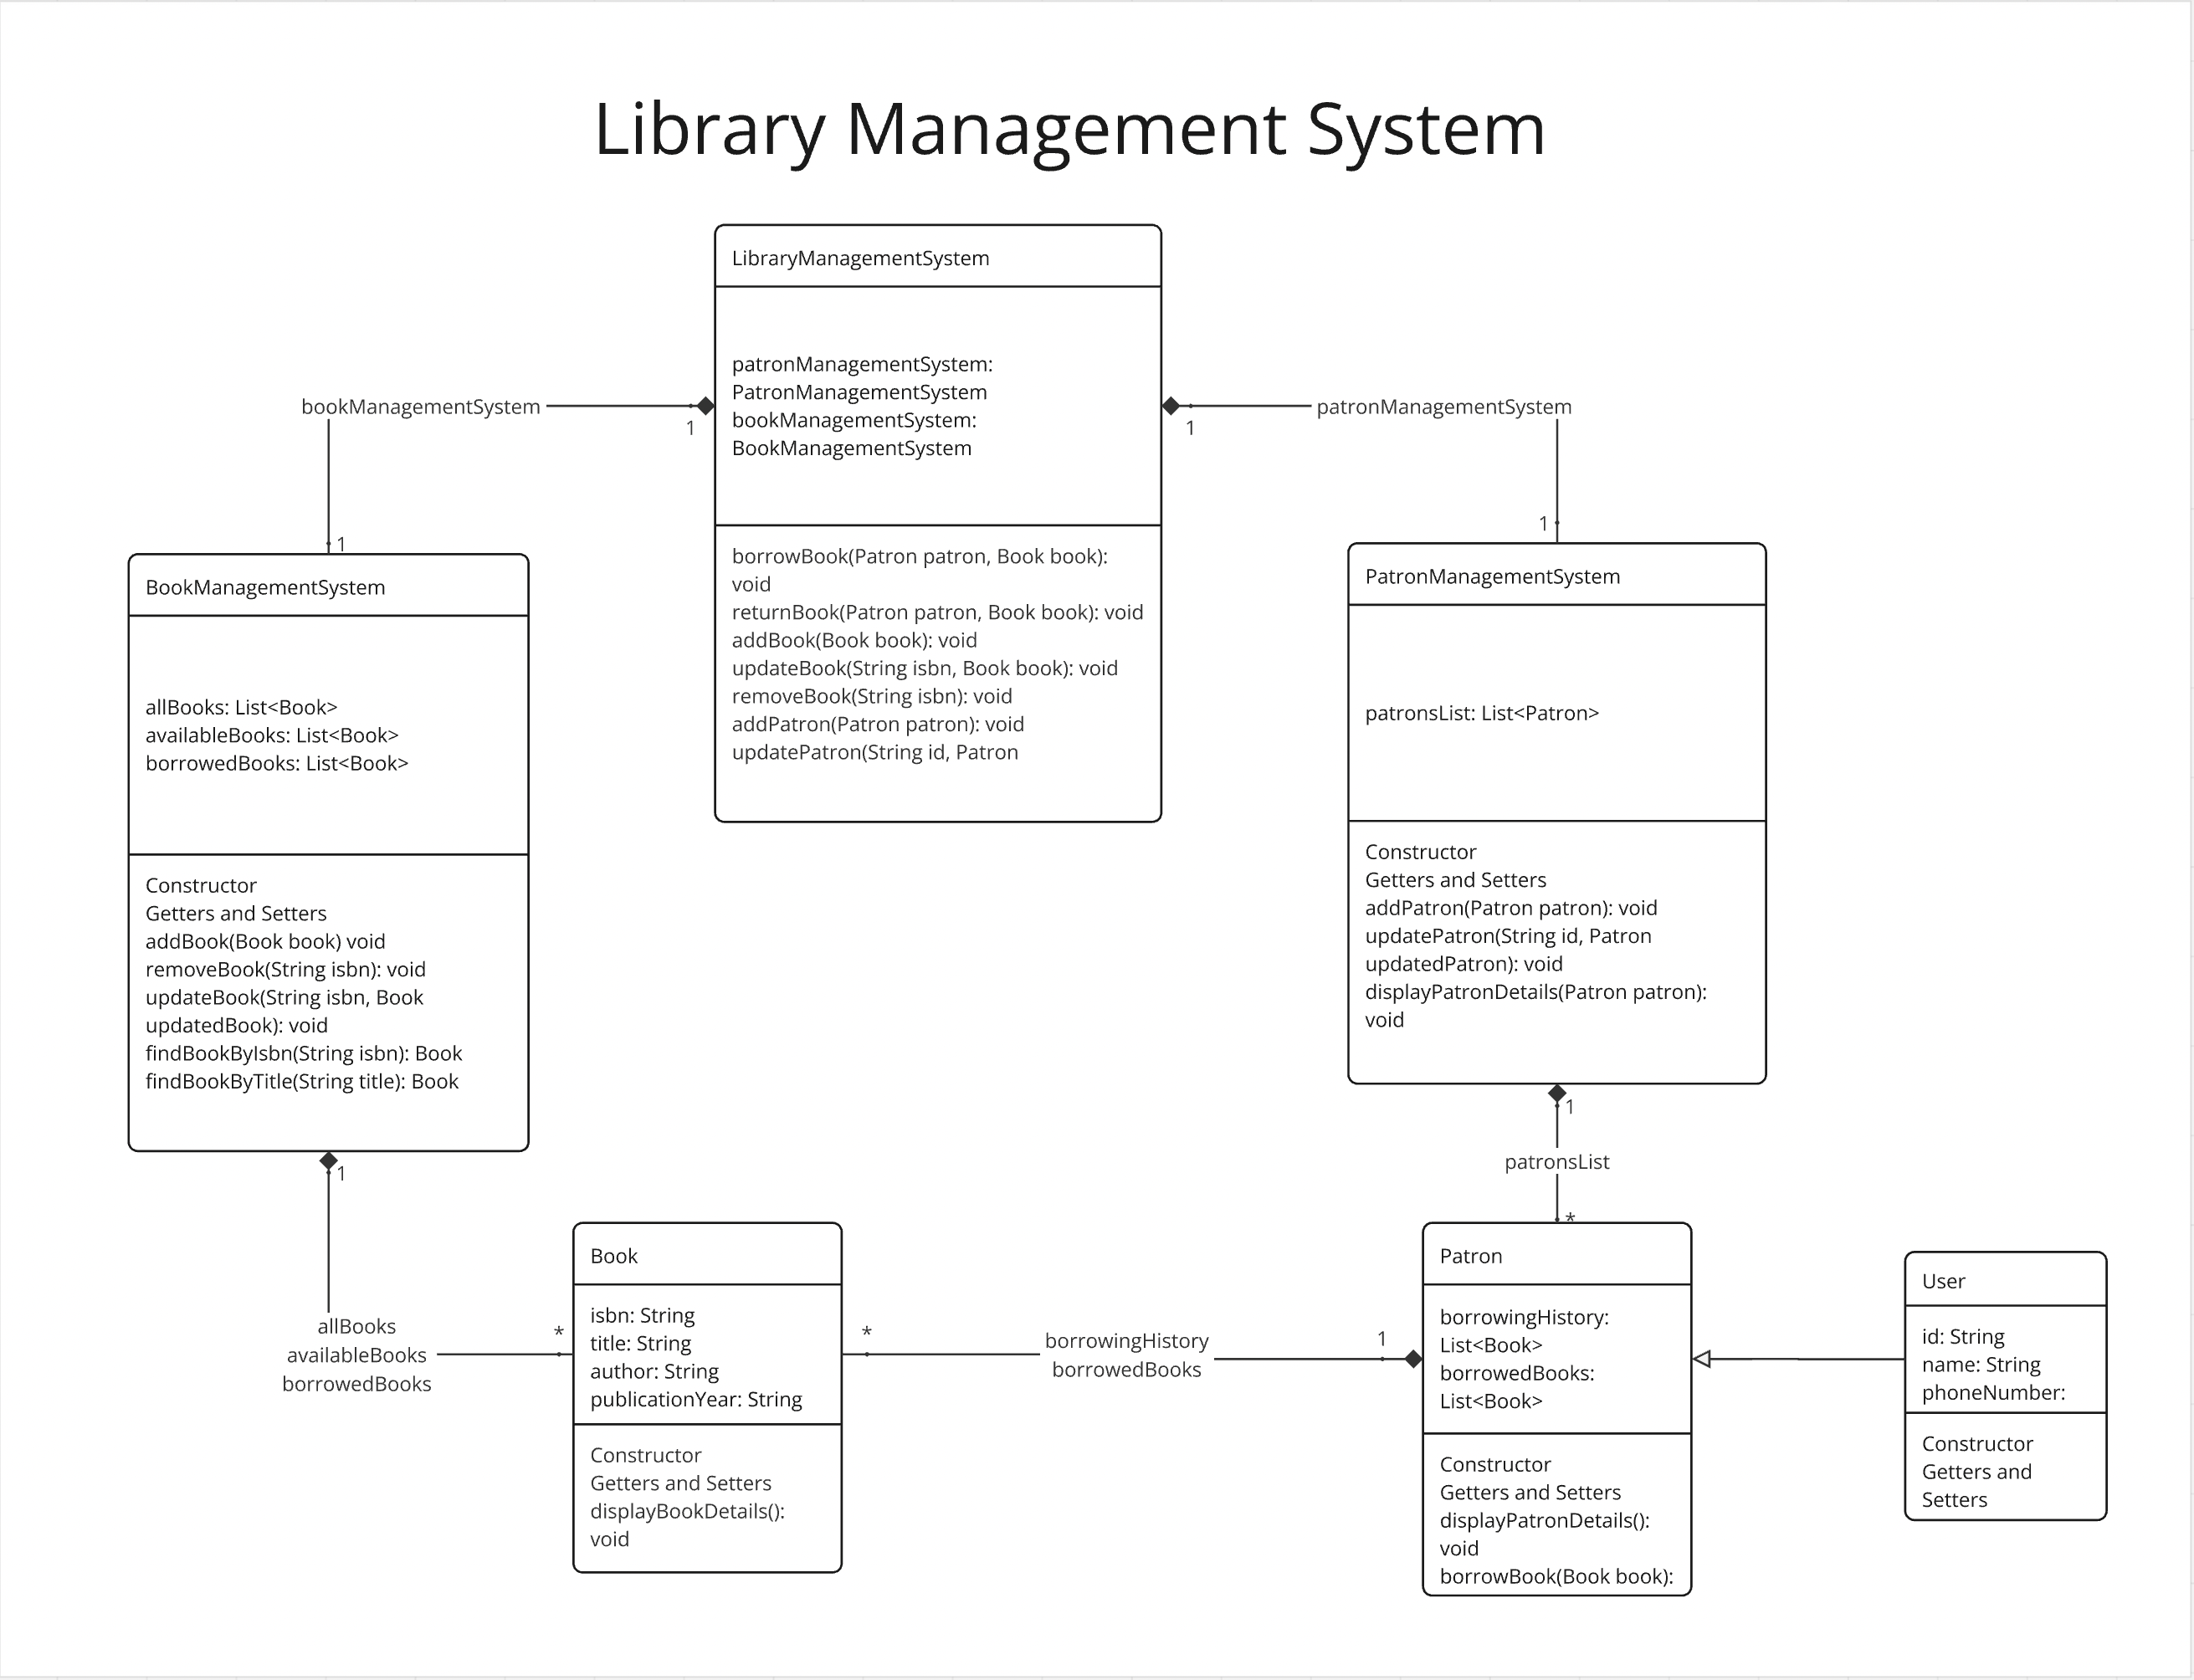 Library Management System
LibraryManagementSystem
patronManagementSystem:
PatronManagementSystem
bookManagementSystem:
BookManagementSystem
borrowBook(Patron patron, Book book):
void
returnBook(Patron patron, Book book): void
addBook(Book book): void
updateBook(String isbn, Book book): void
removeBook(String isbn): void
addPatron(Patron patron): void
updatePatron(String id, Patron
bookManagementSystem
1
1
patronManagementSystem
1
1
BookManagementSystem
allBooks: List<Book>
availableBooks: List<Book>
borrowedBooks: List<Book>
Constructor
Getters and Setters
addBook(Book book) void
removeBook(String isbn): void
updateBook(String isbn, Book
updatedBook): void
findBookByIsbn(String isbn): Book
findBookByTitle(String title): Book
PatronManagementSystem
patronsList: List<Patron>
Constructor
Getters and Setters
addPatron(Patron patron): void
updatePatron(String id, Patron
updatedPatron): void
displayPatronDetails(Patron patron):
void
1
allBooks
availableBooks
borrowedBooks
*
1
patronsList
*
Book
isbn: String
title: String
author: String
publicationYear: String
Constructor
Getters and Setters
displayBookDetails():
void
*
borrowingHistory
borrowedBooks
1
Patron
borrowingHistory:
List<Book>
borrowedBooks:
List<Book>
Constructor
Getters and Setters
displayPatronDetails():
void
borrowBook(Book book):
User
id: String
name: String
phoneNumber:
Constructor
Getters and
Setters